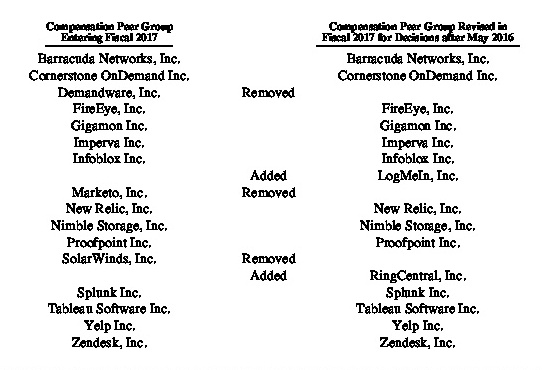 Compensation Peer Group Compensation Peer Group Revised in
Entering Fiscal 2017 Fiscal 2017 for Decisions after May 2016
Barracuda Networks, Inc. Barracuda Networks, Inc.
Cornerstone OnDemand Inc. Cornerstone OnDemand Inc.
Demandware, Inc. Removed
FireEye, Inc. FireEye, Inc.
Gigamon Inc. Gigamon Inc.
Imperva Inc. Imperva Inc.
Infoblox Inc. Infoblox Inc.
Added LogMeIn, Inc.
Marketo, Inc. Removed
New Relic, Inc. New Relic, Inc.
Nimble Storage, Inc. Nimble Storage, Inc.
Proofpoint Inc. Proofpoint Inc.
SolarWinds, Inc. Removed
Added RingCentral, Inc.
Splunk Inc. Splunk Inc.
Tableau Software Inc. Tableau Software Inc.
Yelp Inc. Yelp Inc.
Zendesk, Inc. Zendesk, Inc.